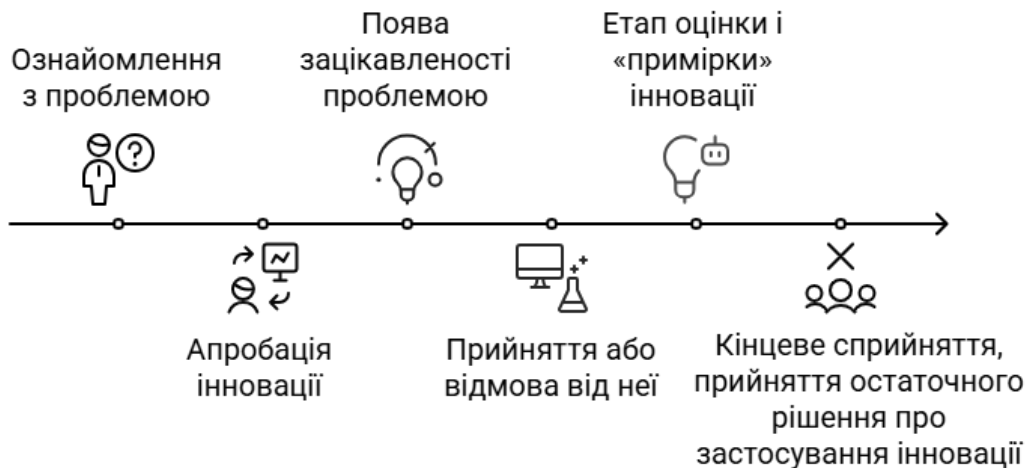 Ознайомлення
з проблемою
Апробація
інновації
Поява
зацікавленості
проблемою
Прийняття або
відмова від неї
Етап оцінки і
«примірки»
інновації
Кінцеве сприйняття,
прийняття остаточного
рішення про
застосування інновації